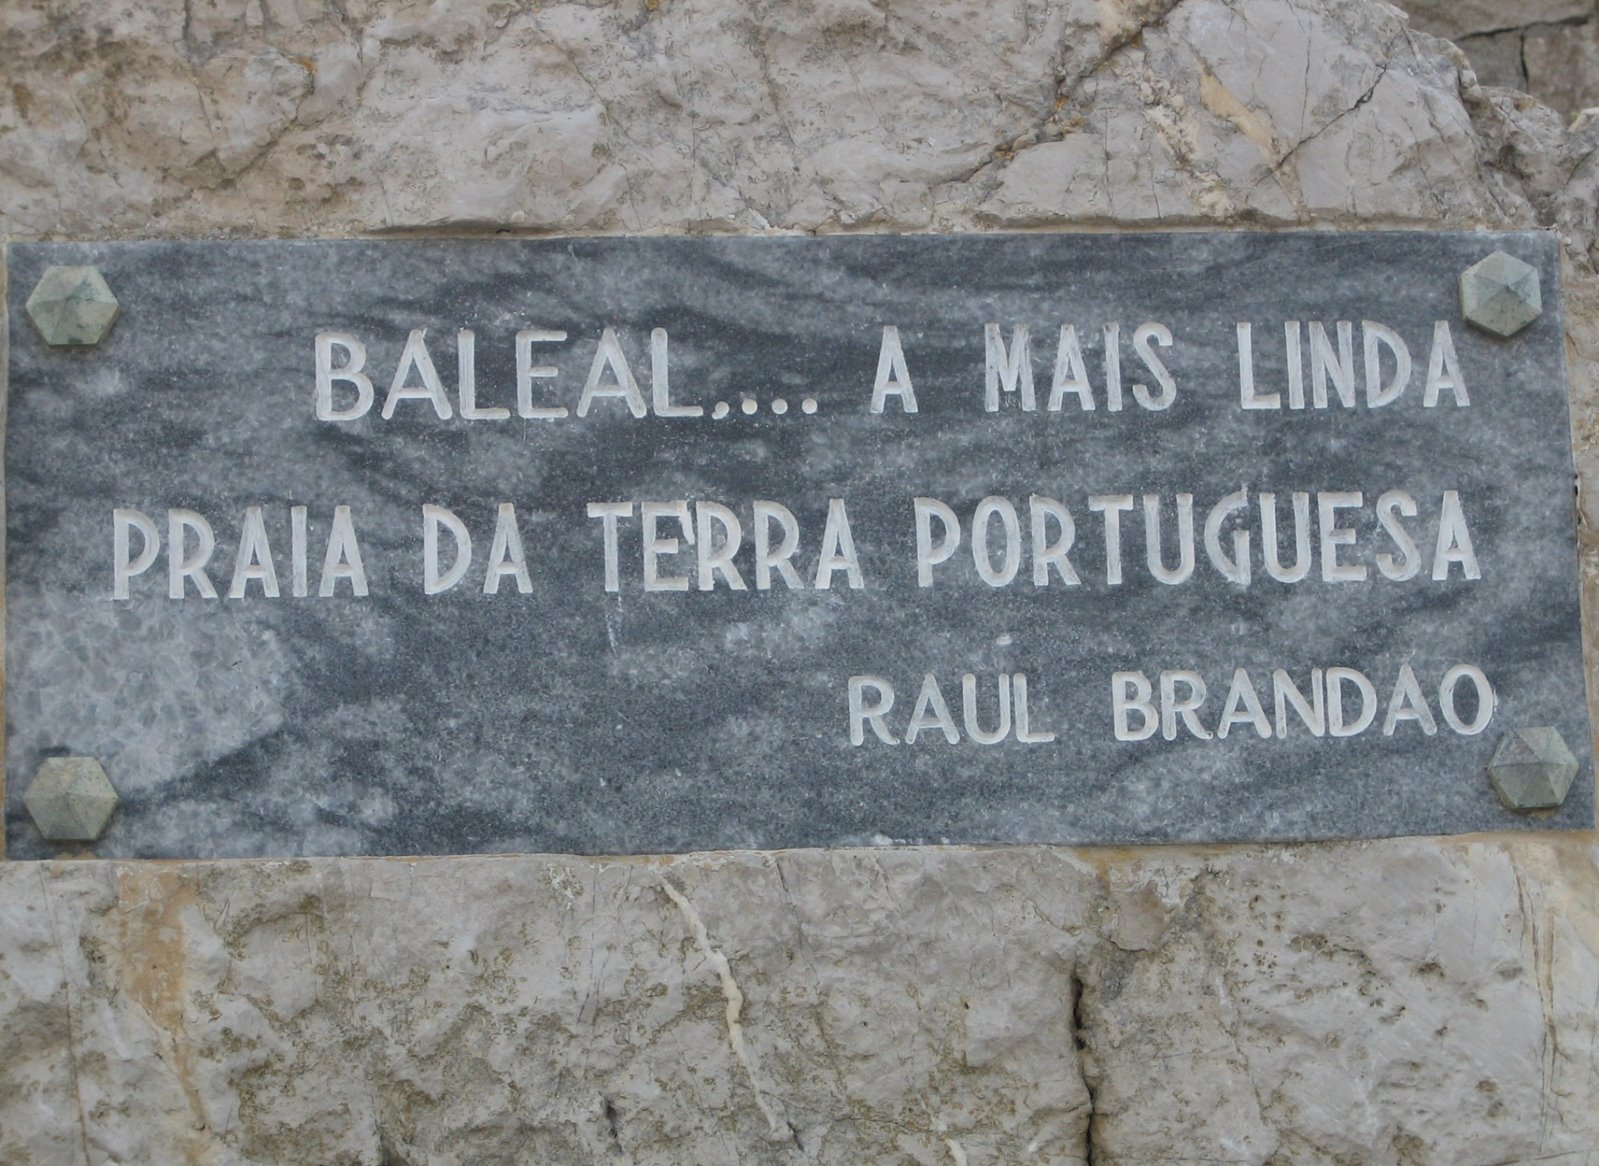 BALEAL,.... A MAIS LINDA
PRAIA DA TERRA PORTUGUESA
RAUL BRANDAO